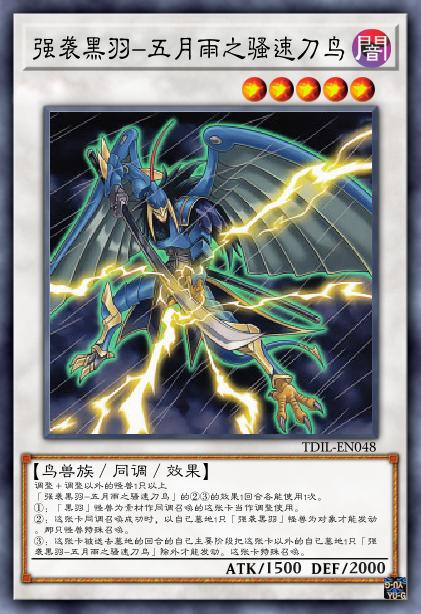 强袭黑羽-五月雨之骚速刀鸟 闇
TDIL-EN048
【鸟兽族／同调／效果】
调整＋调整以外的怪兽1只以上
「强袭黑羽-五月雨之骚速刀鸟」的②③的效果1回合各能使用1次。
①：「黑羽」怪兽为素材作同调召唤的这张卡当作调整使用。
②：这张卡同调召唤成功时，以自己墓地1只「强袭黑羽」怪兽为对象才能发动
。那只怪兽特殊召唤。
③：这张卡被送去墓地的回合的自己主要阶段把这张卡以外的自己墓地1只「强
袭黑羽-五月雨之骚速刀鸟」除外才能发动。这张卡特殊召唤。
ATK/1500 DEF/2000